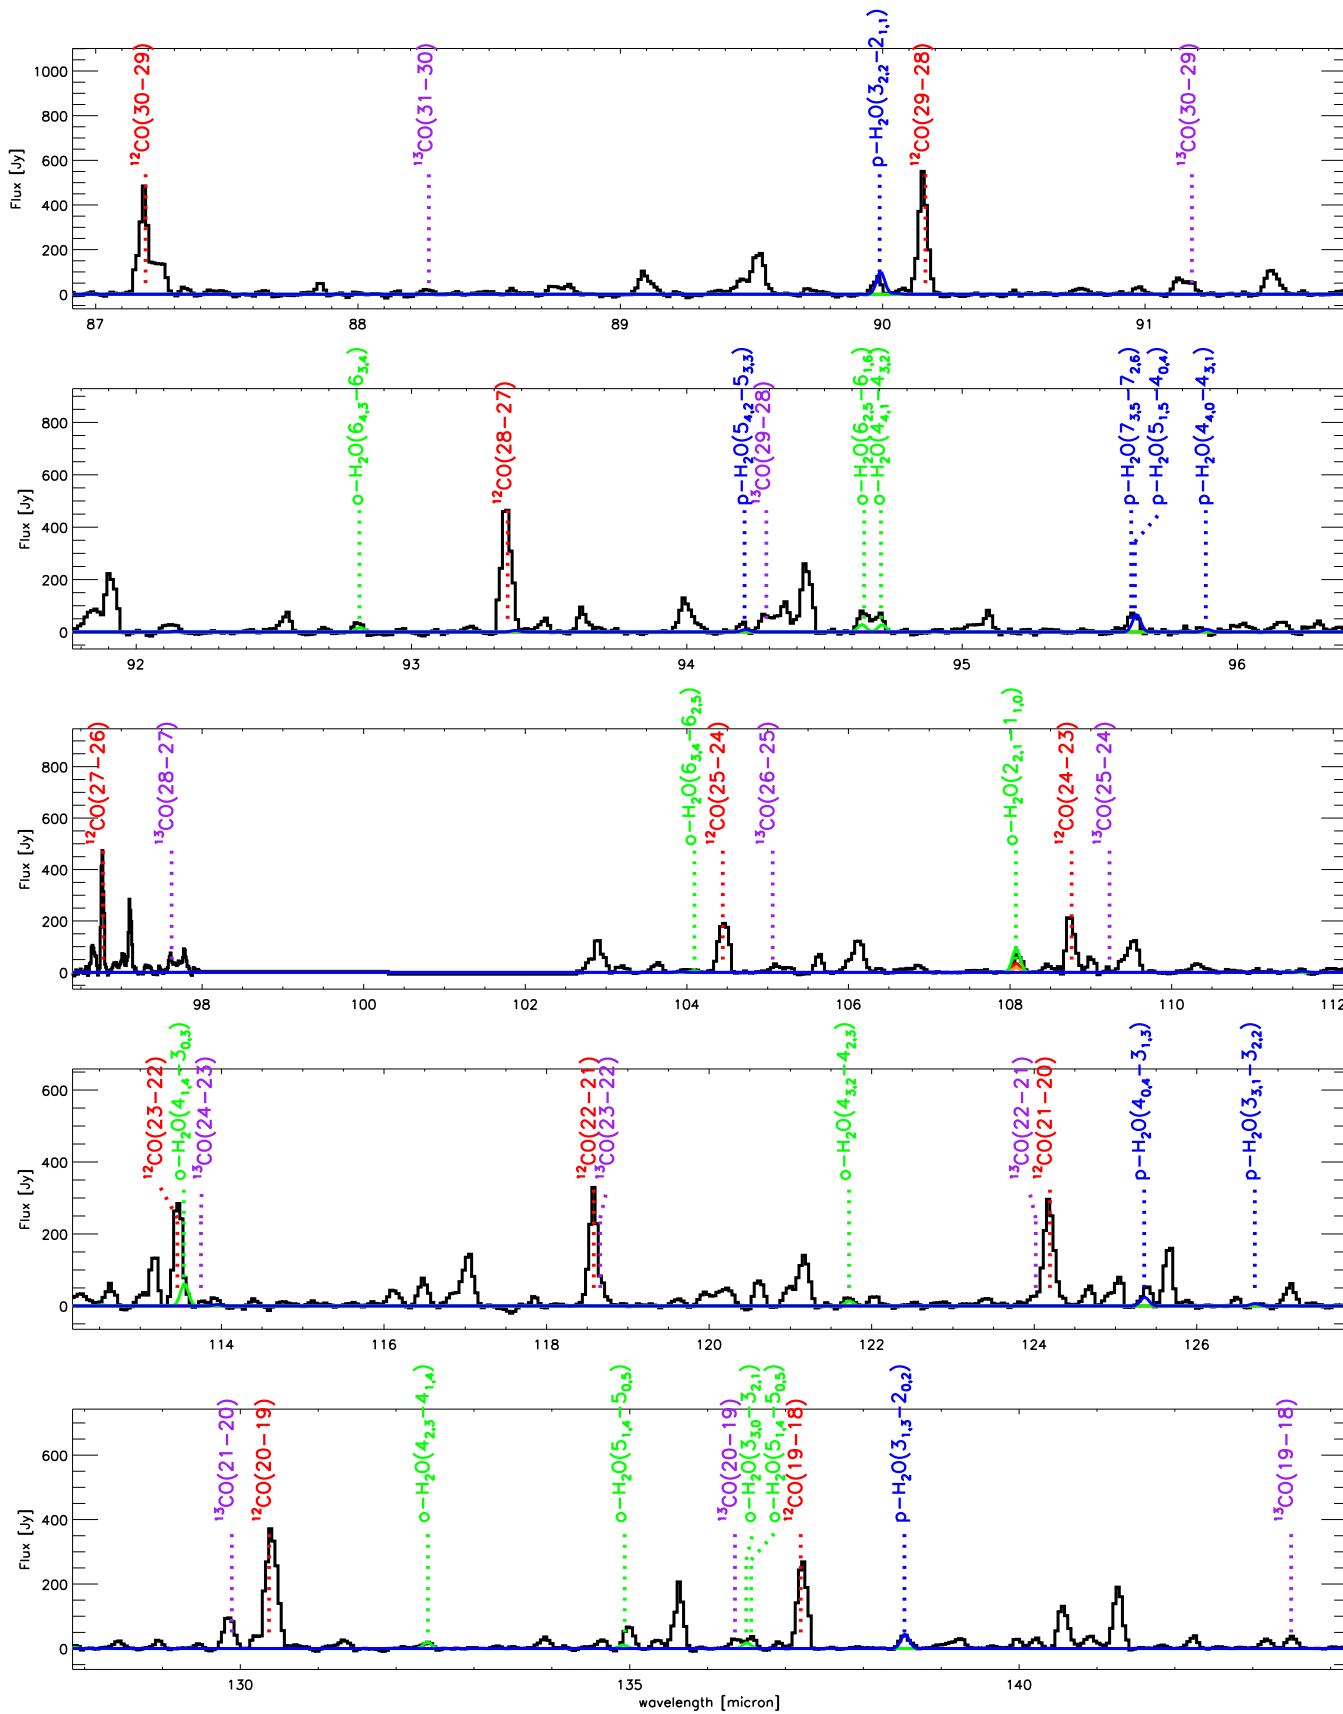 ¹²CO(30−29)
¹³CO(31−30)
p−H₂O(3₂,₂−2₁,₁)
¹²CO(29−28)
¹³CO(30−29)
Flux [Jy]
1000
800
600
400
200
0
87
88
89
90
91
o−H₂O(6₄,₃−6₃,₄)
¹²CO(28−27)
p−H₂O(5₄,₂−5₃,₃)
¹³CO(29−28)
o−H₂O(6₂,₅−6₁,₆)
o−H₂O(4₄,₁−4₃,₂)
p−H₂O(7₃,₅−7₂,₆)
p−H₂O(5₁,₅−4₀,₄)
p−H₂O(4₄,₀−4₃,₁)
Flux [Jy]
800
600
400
200
0
92
93
94
95
96
¹²CO(27−26)
¹³CO(28−27)
o−H₂O(6₃,₄−6₂,₅)
¹²CO(25−24)
¹³CO(26−25)
o−H₂O(2₂,₁−1₁,₀)
¹²CO(24−23)
¹³CO(25−24)
Flux [Jy]
800
600
400
200
0
98
100
102
104
106
108
110
112
¹²CO(23−22)
o−H₂O(4₁,₄−3₀,₃)
¹³CO(24−23)
¹²CO(22−21)
¹³CO(23−22)
o−H₂O(4₃,₂−4₂,₃)
¹³CO(22−21)
¹²CO(21−20)
p−H₂O(4₀,₄−3₁,₃)
p−H₂O(3₃,₁−3₂,₂)
Flux [Jy]
600
400
200
0
114
116
118
120
122
124
126
¹³CO(21−20)
¹²CO(20−19)
o−H₂O(4₂,₃−4₁,₄)
o−H₂O(5₁,₄−5₀,₅)
¹³CO(20−19)
o−H₂O(3₃,₀−3₂,₁)
o−H₂O(5₁,₄−5₀,₅)
¹²CO(19−18)
p−H₂O(3₁,₃−2₀,₂)
¹³CO(19−18)
Flux [Jy]
600
400
200
0
130
135
140
wavelength [micron]